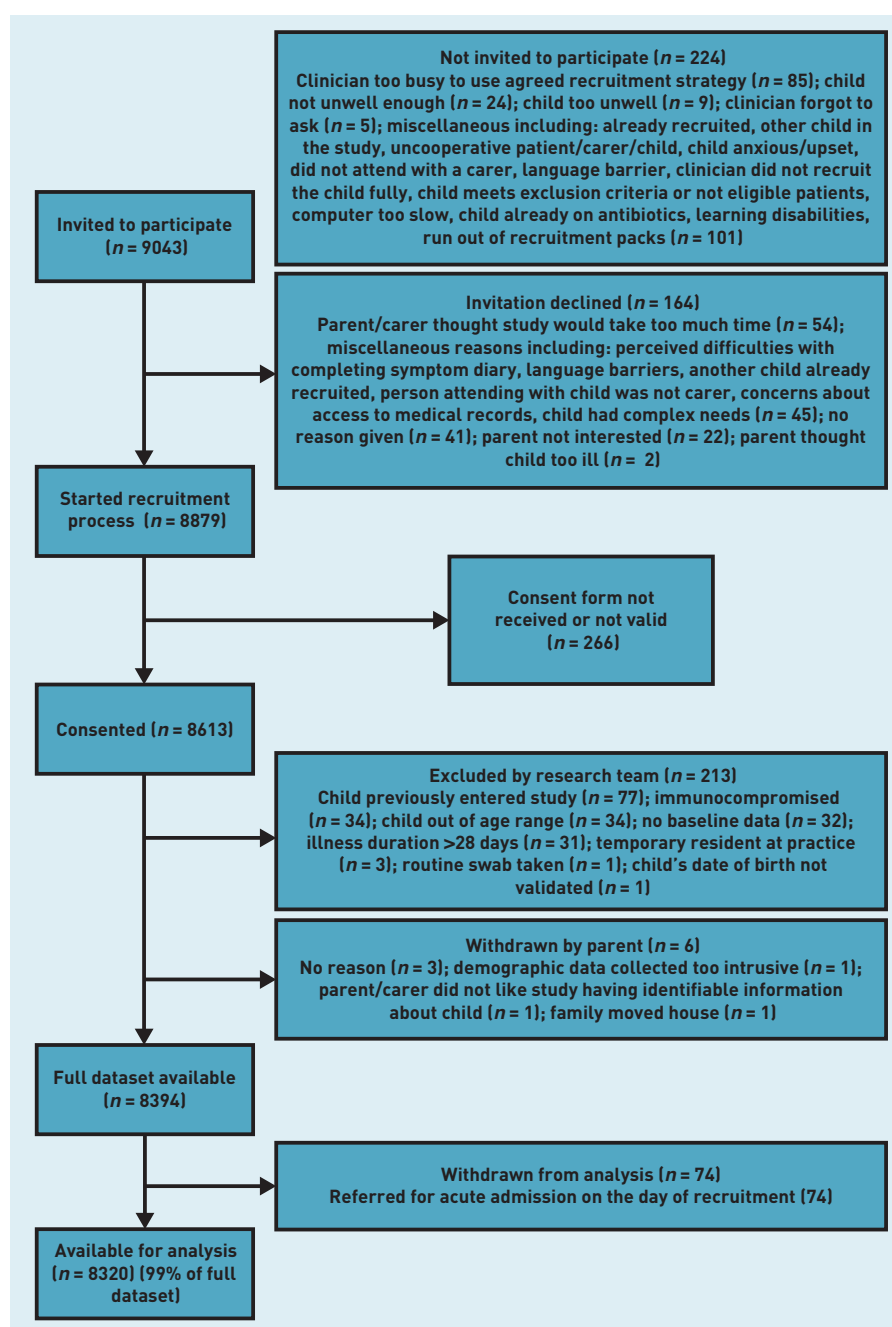 Not invited to participate (n = 224)
Clinician too busy to use agreed recruitment strategy (n = 85); child
not unwell enough (n = 24); child too unwell (n = 9); clinician forgot to
ask (n = 5); miscellaneous including: already recruited, other child in
the study, uncooperative patient/carer/child, child anxious/upset,
did not attend with a carer, language barrier, clinician did not recruit
the child fully, child meets exclusion criteria or not eligible patients,
computer too slow, child already on antibiotics, learning disabilities,
run out of recruitment packs (n = 101)
Invited to participate
(n = 9043)
Invitation declined (n = 164)
Parent/carer thought study would take too much time (n = 54);
miscellaneous reasons including: perceived difficulties with
completing symptom diary, language barriers, another child already
recruited, person attending with child was not carer, concerns about
access to medical records, child had complex needs (n = 45); no
reason given (n = 41); parent not interested (n = 22); parent thought
child too ill (n = 2)
Started recruitment
process (n = 8879)
Consent form not
received or not valid
(n = 266)
Consented (n = 8613)
Excluded by research team (n = 213)
Child previously entered study (n = 77); immunocompromised
(n = 34); child out of age range (n = 34); no baseline data (n = 32);
illness duration >28 days (n = 31); temporary resident at practice
(n = 3); routine swab taken (n = 1); child’s date of birth not
validated (n = 1)
Withdrawn by parent (n = 6)
No reason (n = 3); demographic data collected too intrusive (n = 1);
parent/carer did not like study having identifiable information
about child (n = 1); family moved house (n = 1)
Full dataset available
(n = 8394)
Withdrawn from analysis (n = 74)
Referred for acute admission on the day of recruitment (74)
Available for analysis
(n = 8320) (99% of full
dataset)